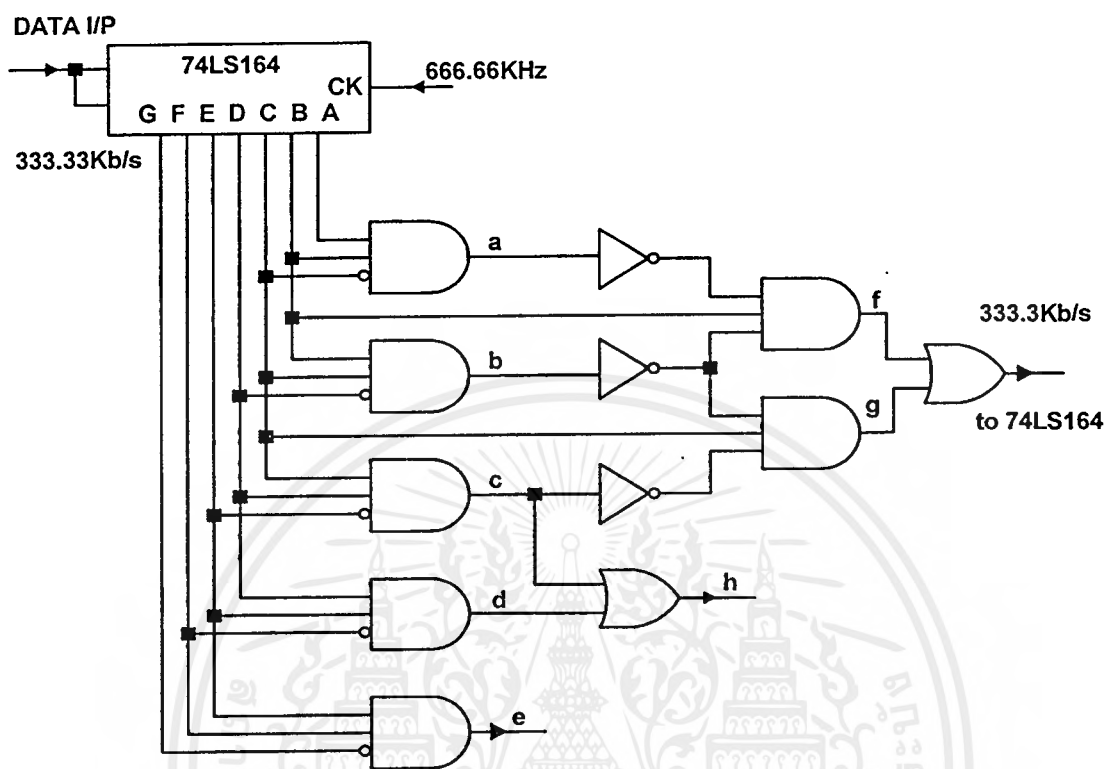 DATA I/P
74LS164
CK
666.66KHz
G F E D C B A
333.33Kb/s
a
f
333.3Kb/s
b
g
to 74LS164
c
h
d
e